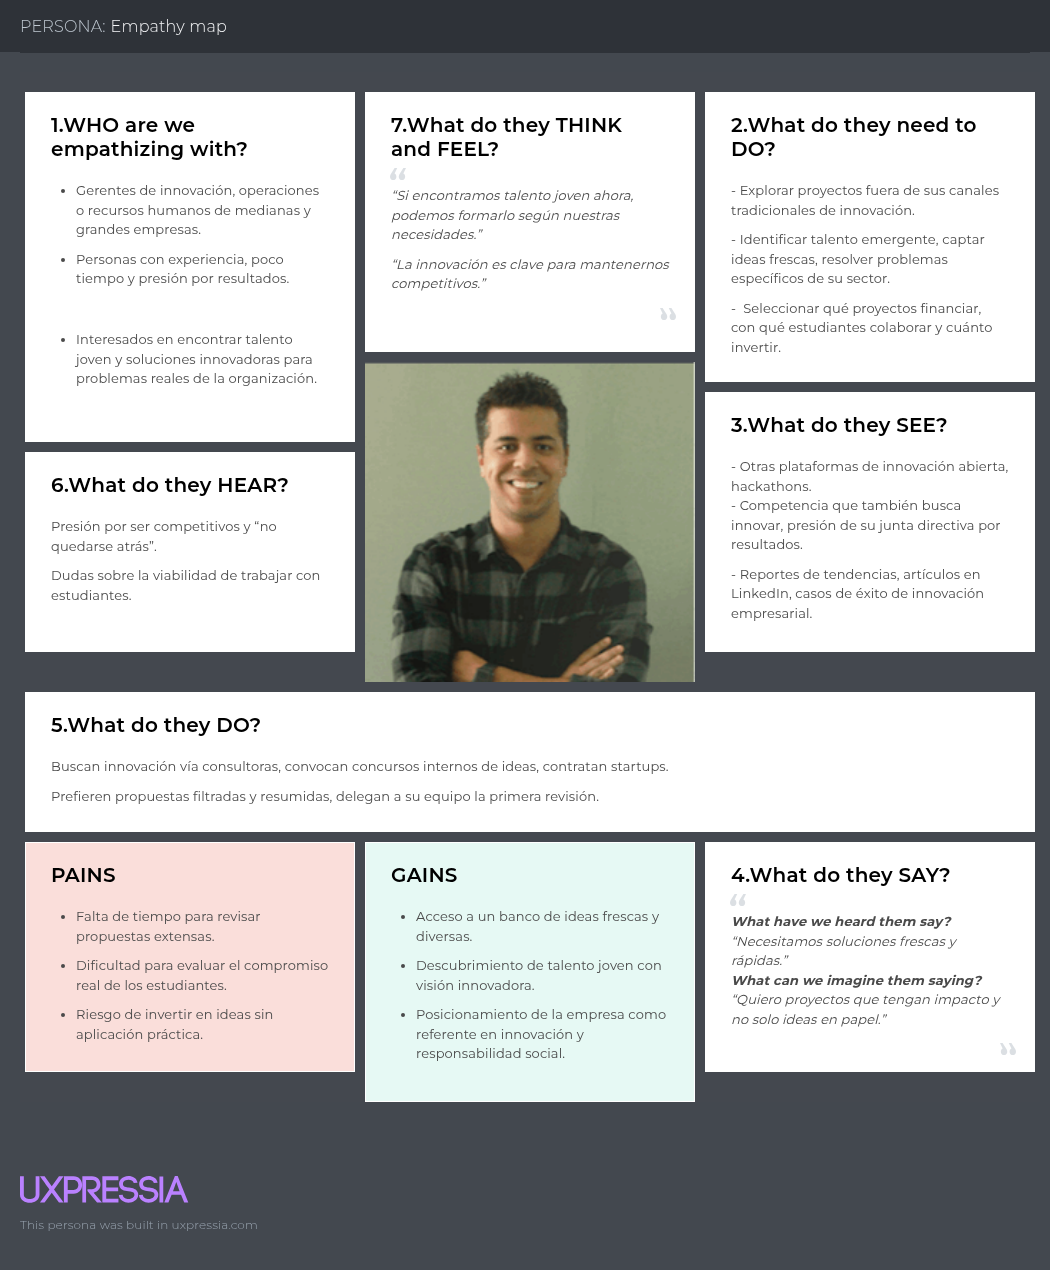 PERSONA: Empathy map
1.WHO are we
empathizing with?
• Gerentes de innovación, operaciones
o recursos humanos de medianas y
grandes empresas.
• Personas con experiencia, poco
tiempo y presión por resultados.
• Interesados en encontrar talento
joven y soluciones innovadoras para
problemas reales de la organización.
7.What do they THINK
and FEEL?
“
“Si encontramos talento joven ahora,
podemos formarlo según nuestras
necesidades.”
“La innovación es clave para mantenernos
competitivos.”
”
2.What do they need to
DO?
- Explorar proyectos fuera de sus canales
tradicionales de innovación.
- Identificar talento emergente, captar
ideas frescas, resolver problemas
específicos de su sector.
-  Seleccionar qué proyectos financiar,
con qué estudiantes colaborar y cuánto
invertir.
3.What do they SEE?
- Otras plataformas de innovación abierta,
hackathons.
- Competencia que también busca
innovar, presión de su junta directiva por
resultados.
- Reportes de tendencias, artículos en
LinkedIn, casos de éxito de innovación
empresarial.
6.What do they HEAR?
Presión por ser competitivos y “no
quedarse atrás”.
Dudas sobre la viabilidad de trabajar con
estudiantes.
5.What do they DO?
Buscan innovación vía consultoras, convocan concursos internos de ideas, contratan startups.
Prefieren propuestas filtradas y resumidas, delegan a su equipo la primera revisión.
PAINS
• Falta de tiempo para revisar
propuestas extensas.
• Dificultad para evaluar el compromiso
real de los estudiantes.
• Riesgo de invertir en ideas sin
aplicación práctica.
GAINS
• Acceso a un banco de ideas frescas y
diversas.
• Descubrimiento de talento joven con
visión innovadora.
• Posicionamiento de la empresa como
referente en innovación y
responsabilidad social.
4.What do they SAY?
“
What have we heard them say?
“Necesitamos soluciones frescas y
rápidas.”
What can we imagine them saying?
“Quiero proyectos que tengan impacto y
no solo ideas en papel.”
”
UXPRESSIA
This persona was built in uxpressia.com